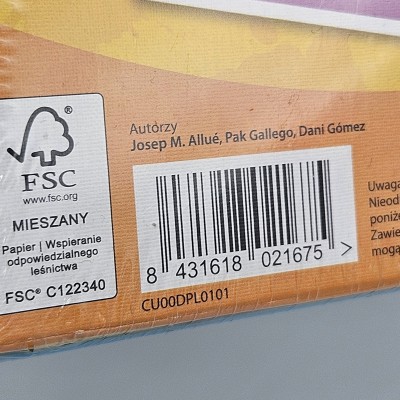 Autorzy
Josep M. Allué, Pak Gallego, Dani Gómez
®
FSC
www.fsc.org
MIESZANY
Papier | Wspieranie
odpowiedzialnego
leśnictwa
FSC® C122340
8 431618 021675 >
CU00DPL0101
Uwaga
Nieod
poniże
Zawie
mogą